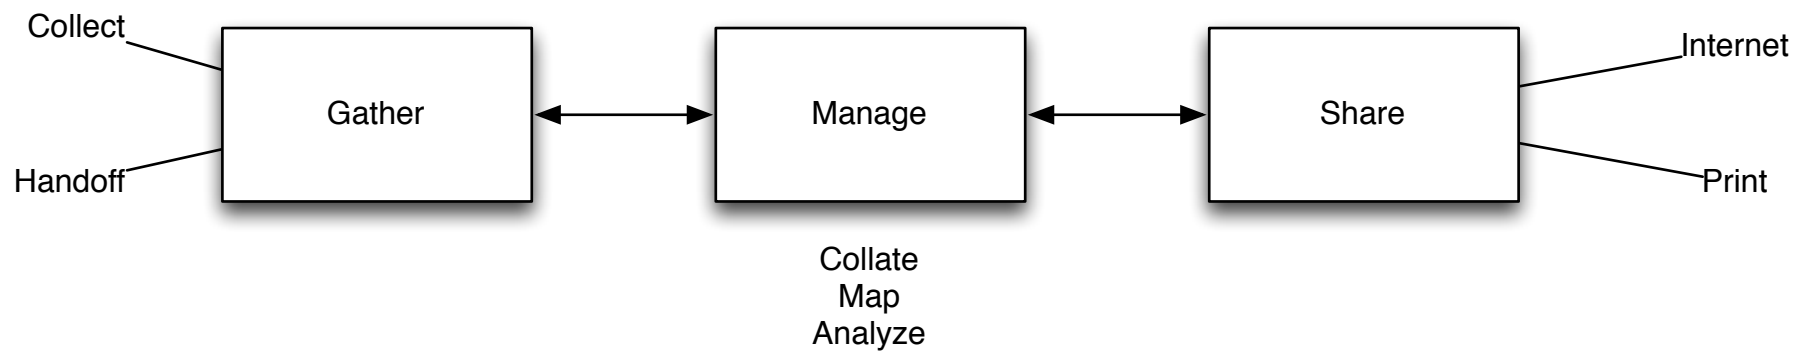 Collect
Handoff
Gather
Manage
Collate
Map
Analyze
Share
Internet
Print